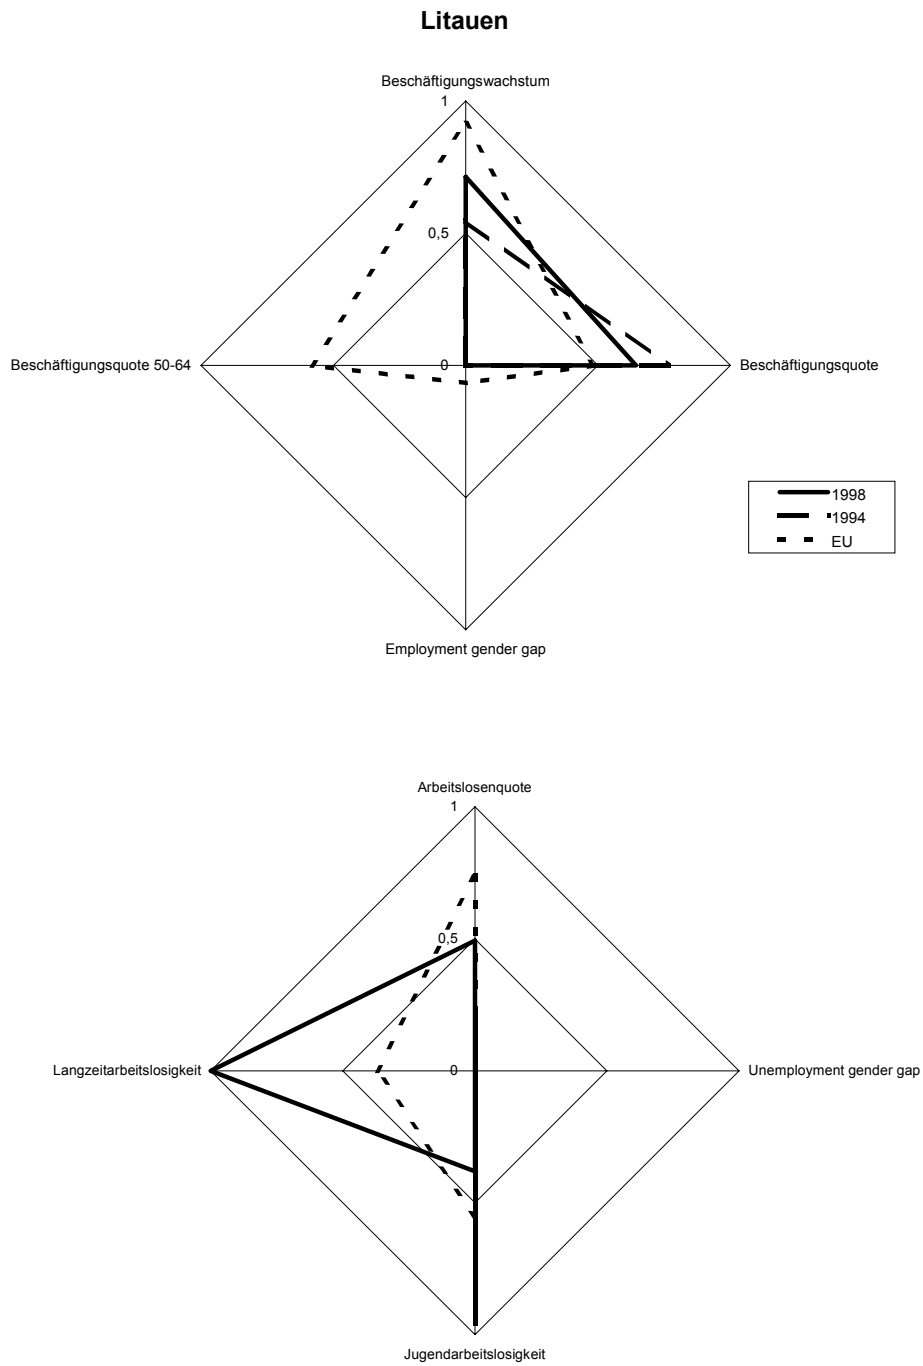 Litauen
Beschäftigungswachstum
1
0,5
Beschäftigungsquote 50-64
0
Beschäftigungsquote
1998
1994
EU
Employment gender gap
Arbeitslosenquote
1
0,5
Langzeitarbeitslosigkeit
0
Unemployment gender gap
Jugendarbeitslosigkeit